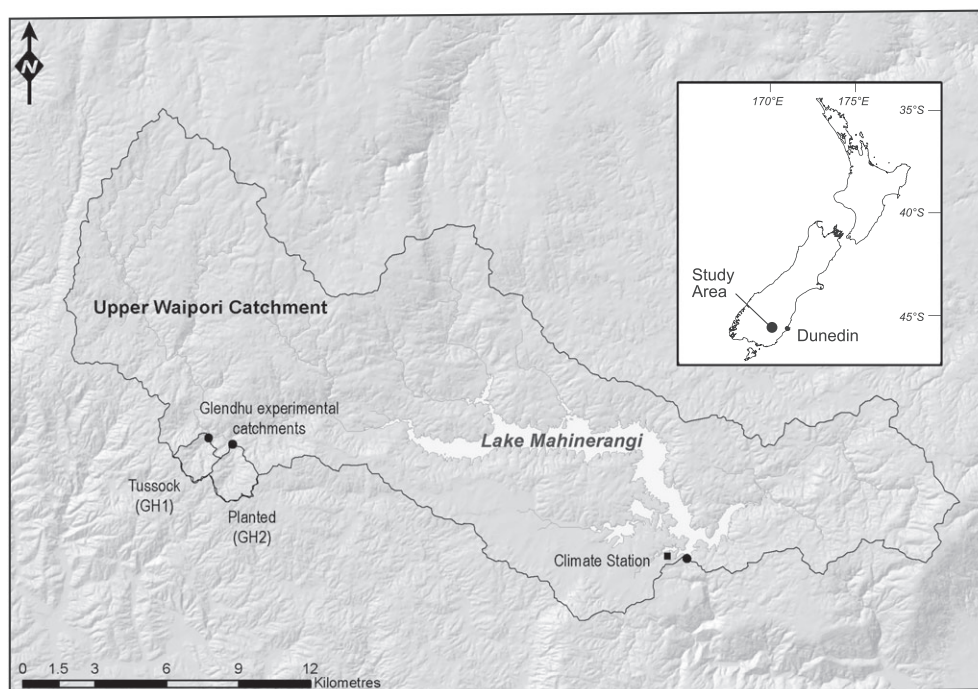 N
170°E 175°E
35°S
40°S
45°S
Study
Area
Dunedin
Upper Waipori Catchment
Glendhu experimental
catchments
Lake Mahinerangi
Tussock
(GH1)
Planted
(GH2)
Climate Station
0 1.5 3 6 9 12
Kilometres